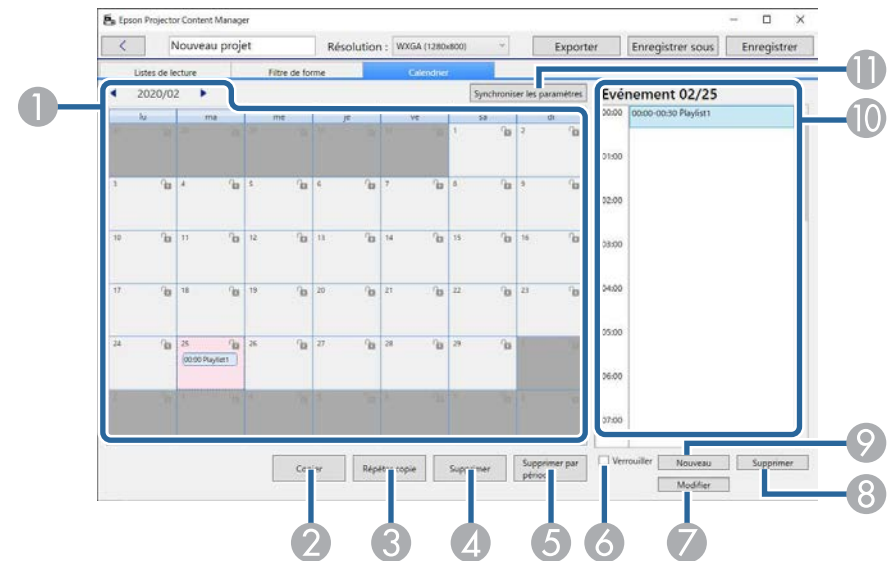 Epson Projector Content Manager
Nouveau projet Résolution : WXGA (1280x800) Exporter Enregistrer sous Enregistrer
Listes de lecture Filtre de forme Calendrier
2020/02 Synchroniser les paramètres Evénement 02/25
lu ma me je ve sa di
00:00 00:00-00:30 Playlist1
1 2
01:00
3 4 5 6 7 8 9
02:00
10 11 12 13 14 15 16
03:00
17 18 19 20 21 22 23
04:00
05:00
24 25 26 27 28 29
00:00 Playlist1
06:00
07:00
Copier Répéter copie Supprimer Supprimer par période Verrouiller Nouveau Supprimer
Modifier
1
2
3
4
5
6
7
8
9
10
11